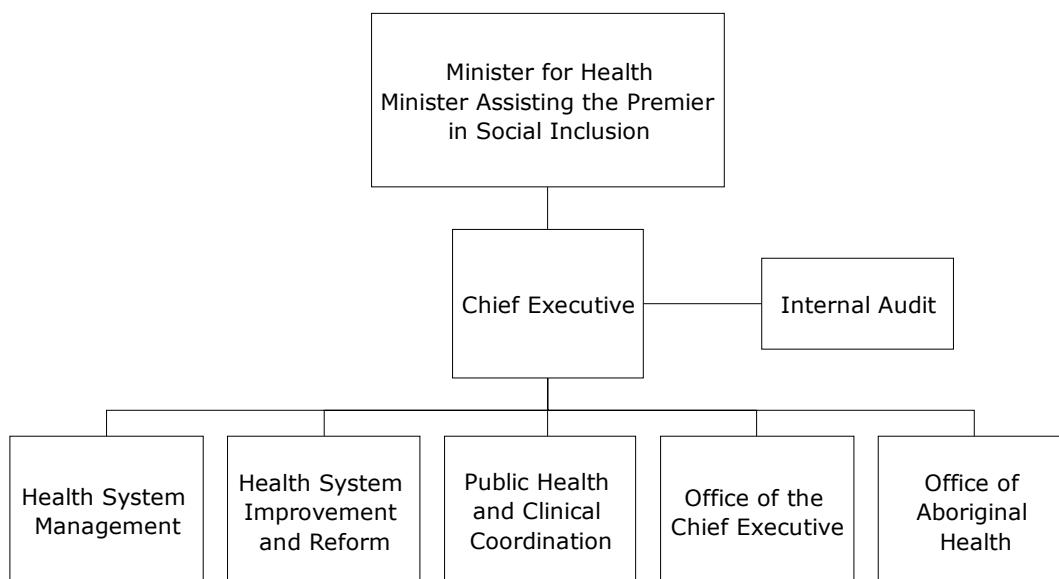 Minister for Health
Minister Assisting the Premier
in Social Inclusion
Chief Executive
Internal Audit
Health System
Management
Health System
Improvement
and Reform
Public Health
and Clinical
Coordination
Office of the
Chief Executive
Office of
Aboriginal
Health